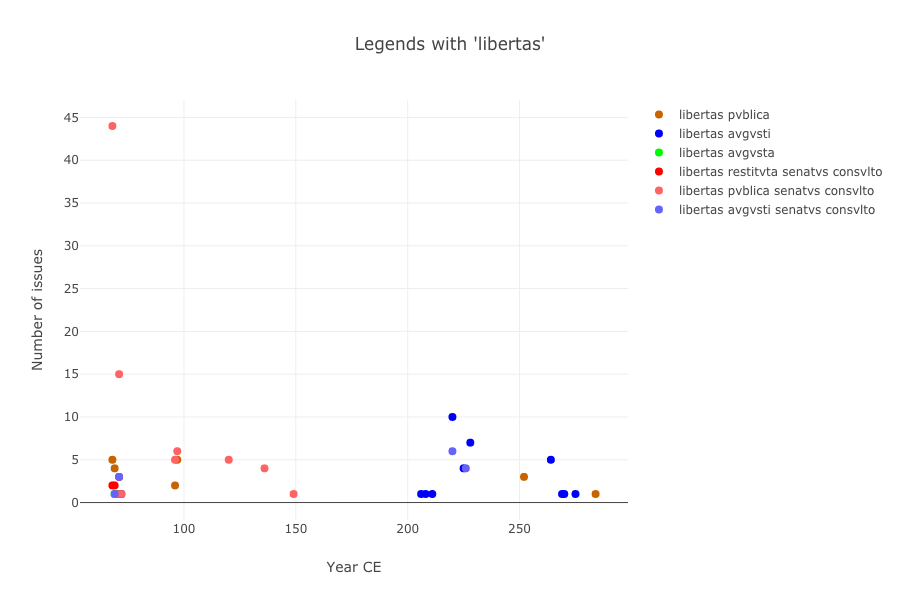 Legends with 'libertas'
45
40
35
30
25
20
15
10
5
0
Number of issues
100 150 200 250
Year CE
libertas pvblica
libertas avgvsti
libertas avgvsta
libertas restitvta senatvs consvlto
libertas pvblica senatvs consvlto
libertas avgvsti senatvs consvlto